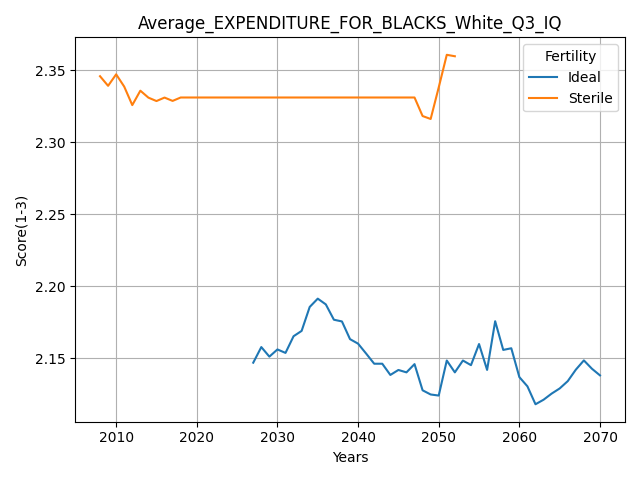 Average_EXPENDITURE_FOR_BLACKS_White_Q3_IQ
Fertility
Ideal
Sterile
2.35
2.30
2.25
2.20
2.15
Score(1-3)
2010 2020 2030 2040 2050 2060 2070
Years